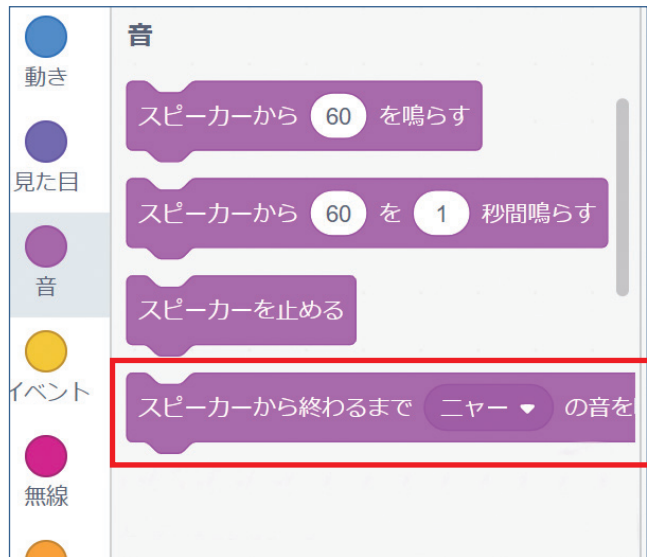 音
動き
スピーカーから 60 を鳴らす
見た目
スピーカーから 60 を 1 秒間鳴らす
音
スピーカーを止める
イベント
スピーカーから終わるまで ニャー の音を
無線